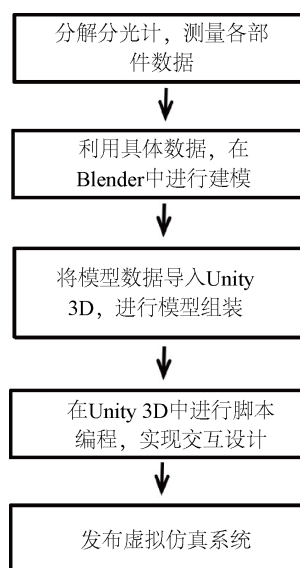 分解分光计，测量各部
件数据
利用具体数据，在
Blender中进行建模
将模型数据导入Unity
3D，进行模型组装
在Unity 3D中进行脚本
编程，实现交互设计
发布虚拟仿真系统